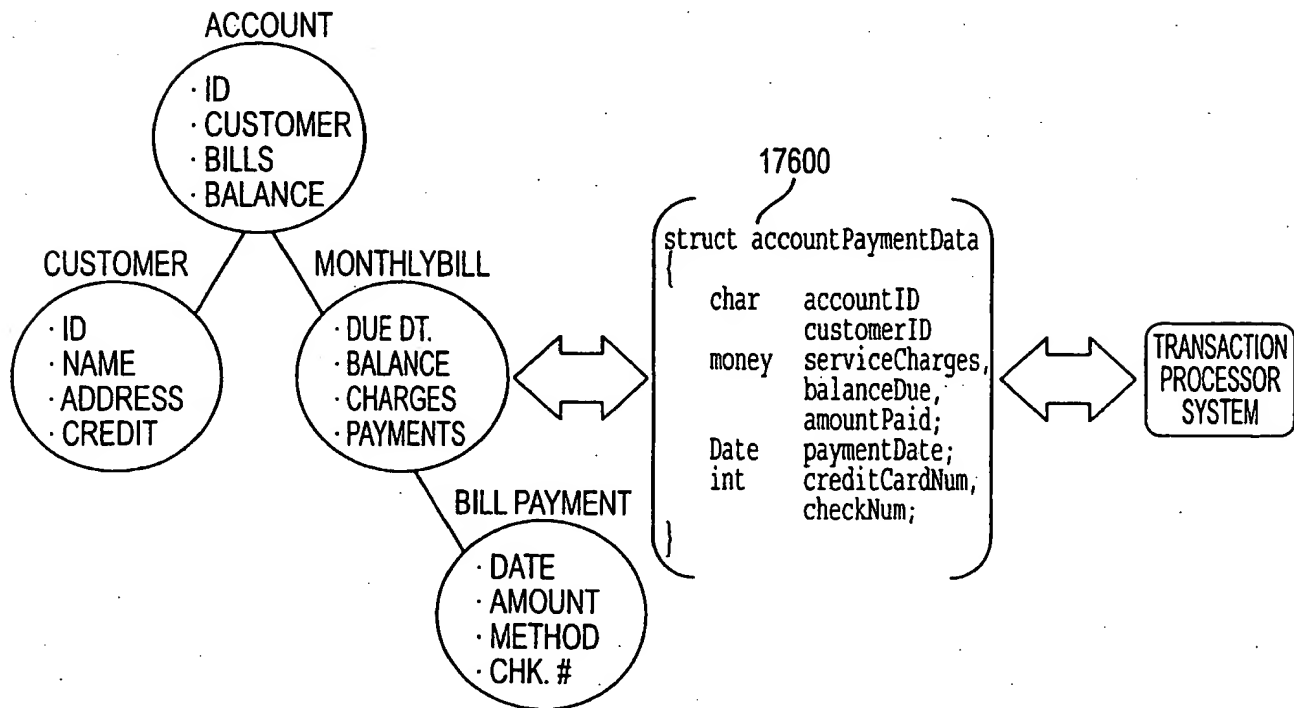 ACCOUNT
· ID
· CUSTOMER
· BILLS
· BALANCE
CUSTOMER
· ID
· NAME
· ADDRESS
· CREDIT
MONTHLYBILL
· DUE DT.
· BALANCE
· CHARGES
· PAYMENTS
BILL PAYMENT
· DATE
· AMOUNT
· METHOD
· CHK. #
17600
struct accountPaymentData
{
char accountID
customerID
money serviceCharges,
balanceDue,
amountPaid;
Date paymentDate;
int creditCardNum,
checkNum;
}
TRANSACTION
PROCESSOR
SYSTEM